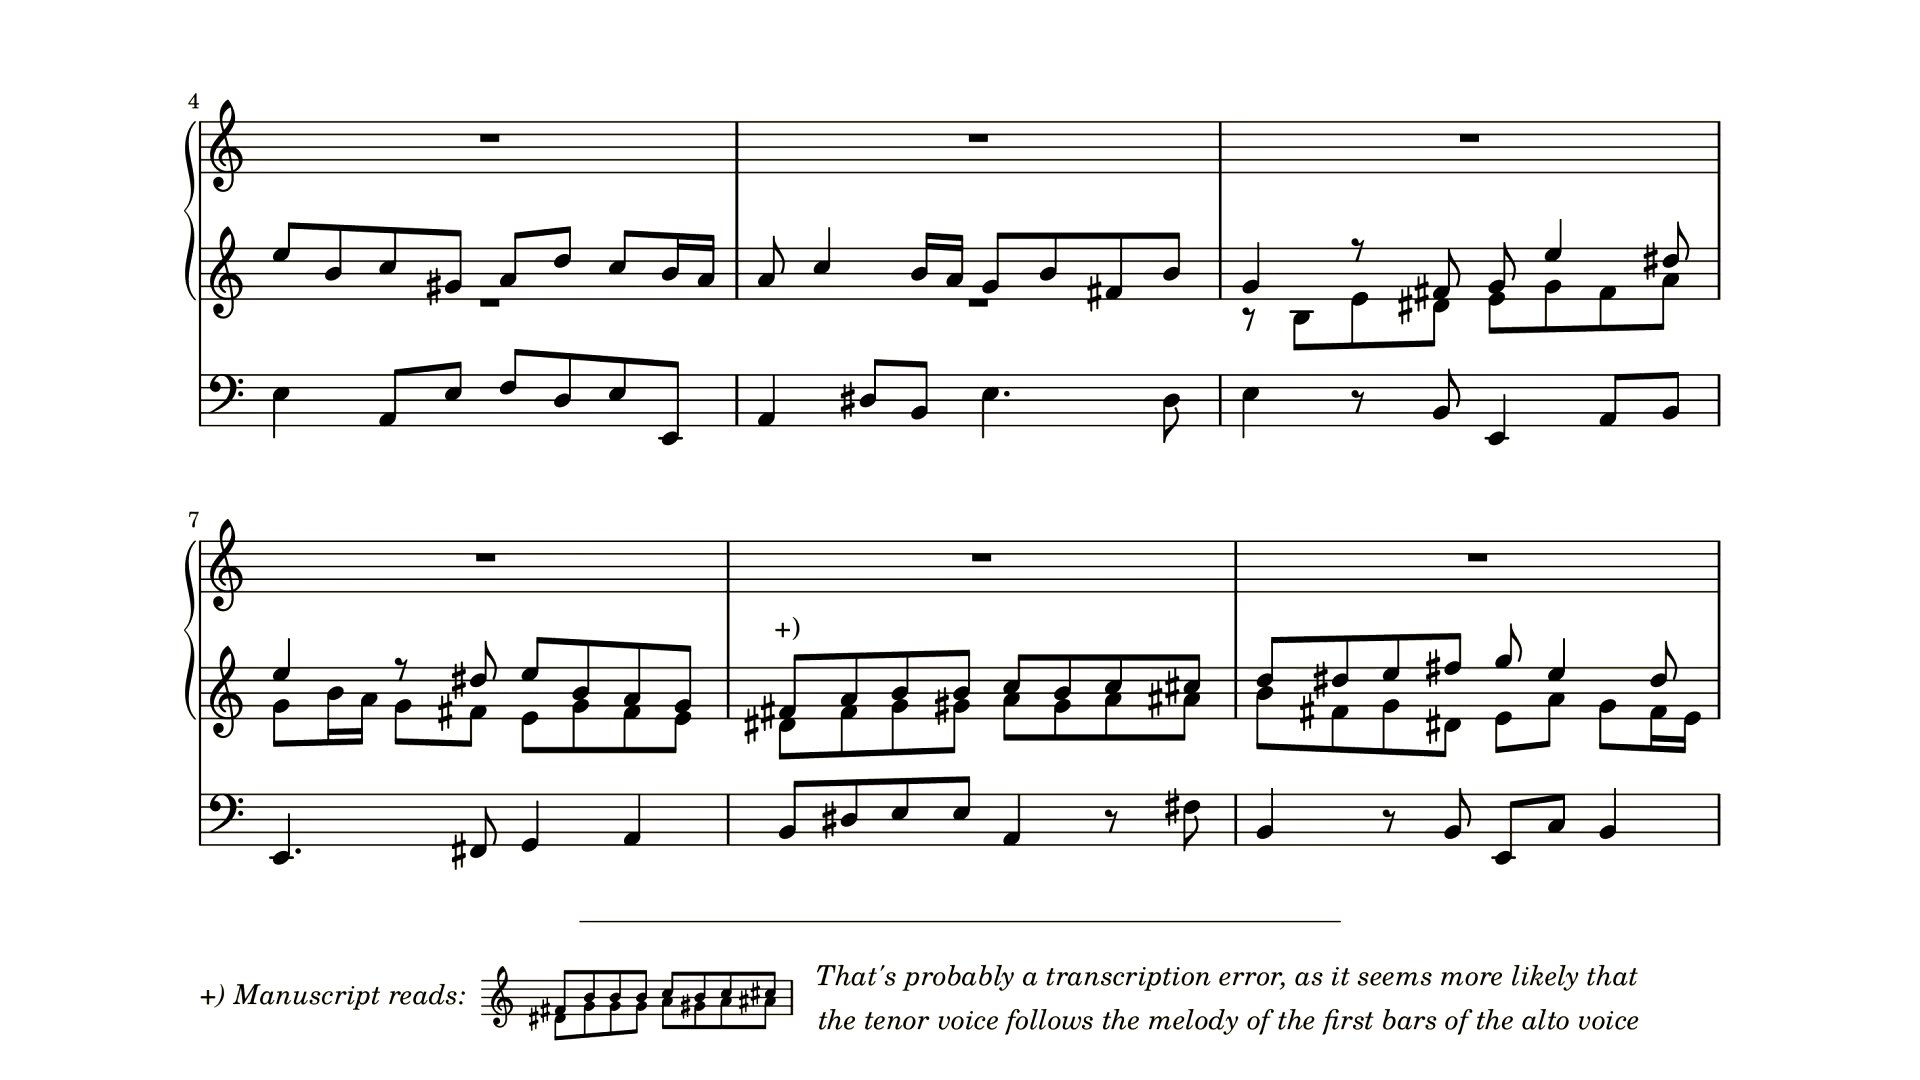 4
7
+)
+) Manuscript reads:
That's probably a transcription error, as it seems more likely that
the tenor voice follows the melody of the first bars of the alto voice